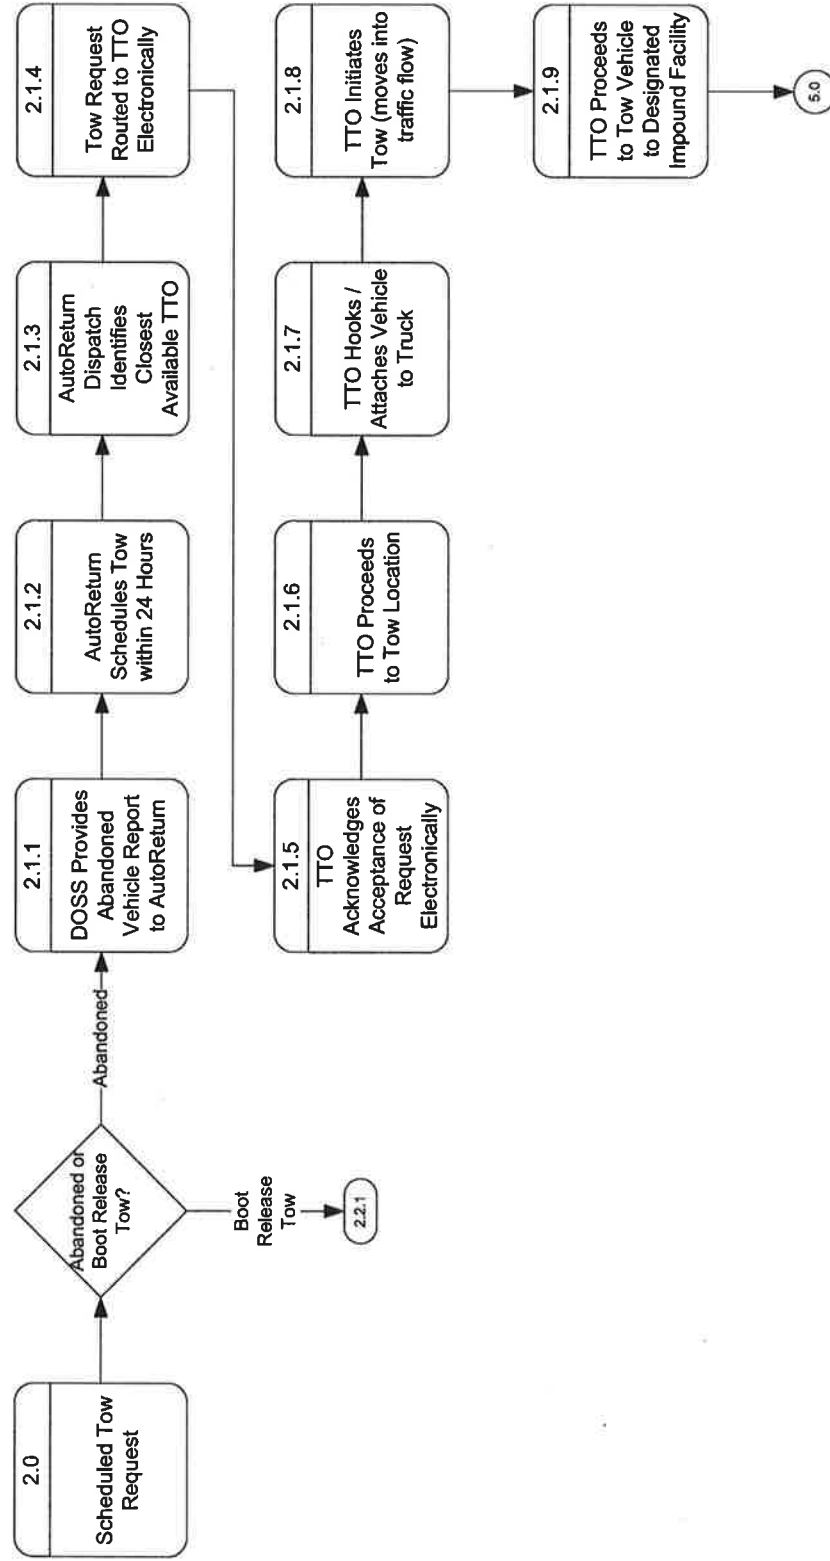 2.0
Scheduled Tow
Request
Abandoned or
Boot Release
Tow?
Abandoned
Boot
Release
Tow
2.2.1
2.1.1
DOSS Provides
Abandoned
Vehicle Report
to AutoReturn
2.1.2
AutoReturn
Schedules Tow
within 24 Hours
2.1.3
AutoReturn
Dispatch
Identifies
Closest
Available TTO
2.1.4
Tow Request
Routed to TTO
Electronically
2.1.5
TTO
Acknowledges
Acceptance of
Request
Electronically
2.1.6
TTO Proceeds
to Tow Location
2.1.7
TTO Hooks /
Attaches Vehicle
to Truck
2.1.8
TTO Initiates
Tow (moves into
traffic flow)
2.1.9
TTO Proceeds
to Tow Vehicle
to Designated
Impound Facility
5.0